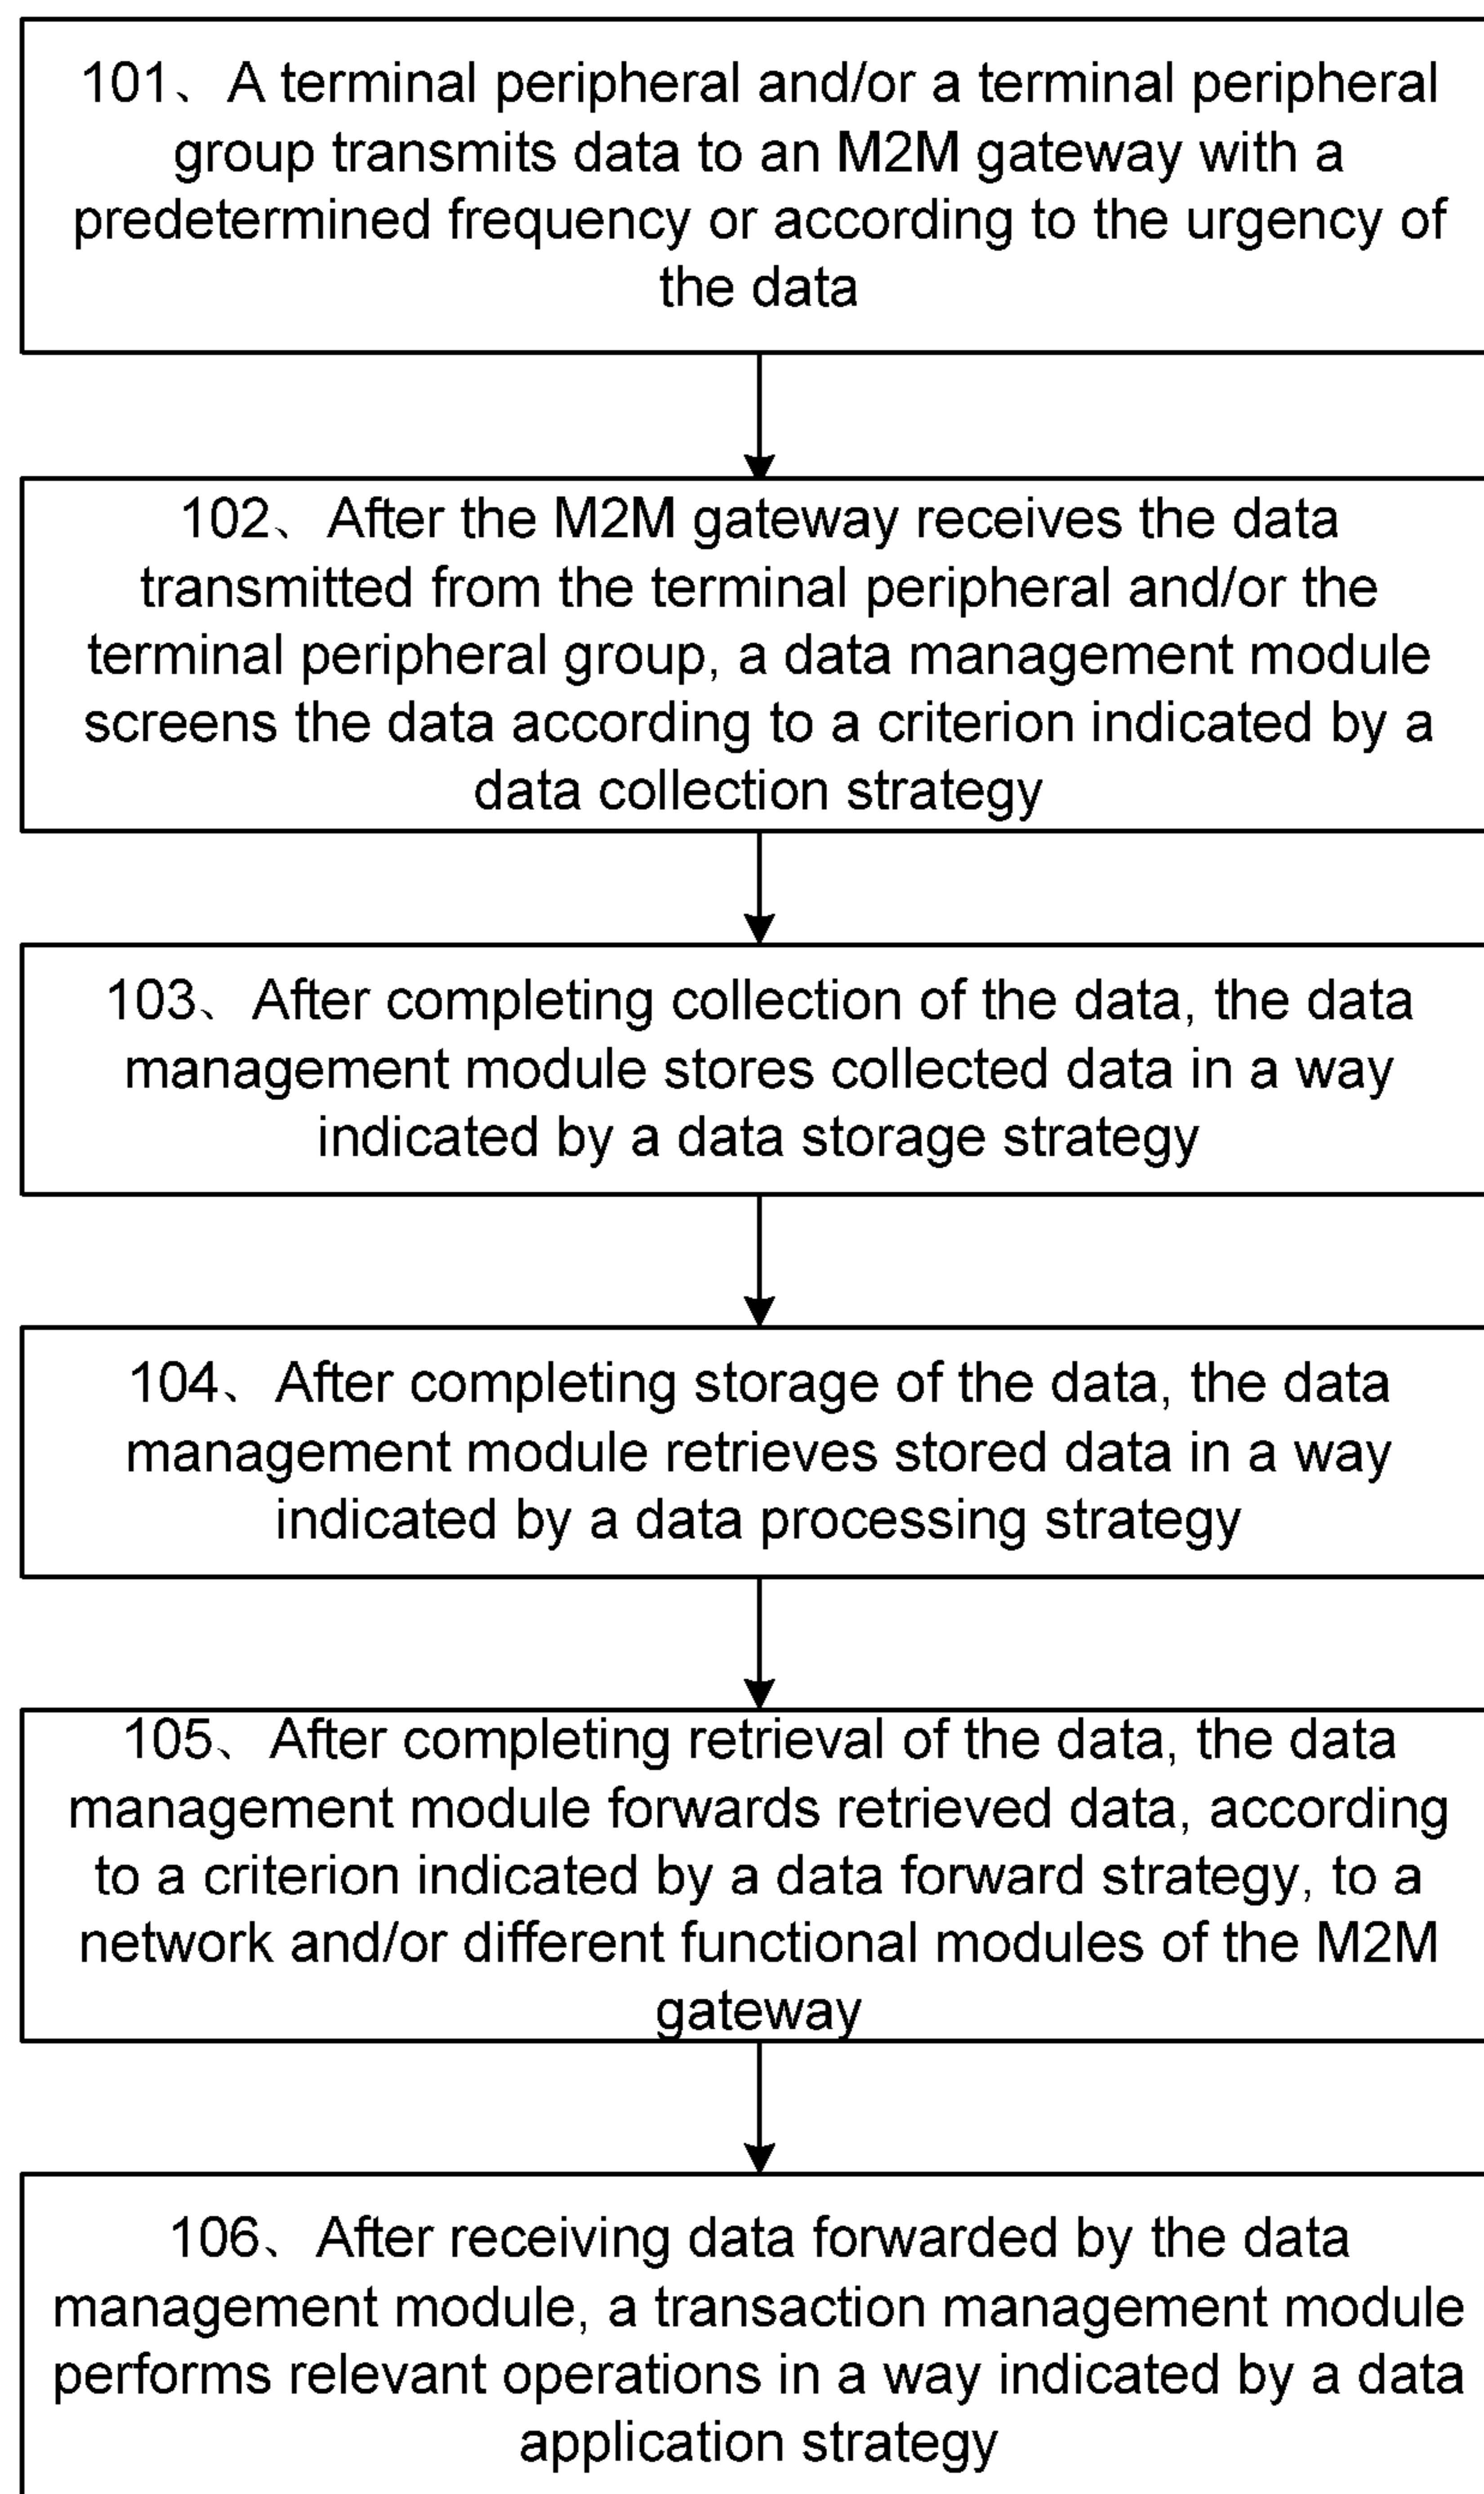 101、A terminal peripheral and/or a terminal peripheral
group transmits data to an M2M gateway with a
predetermined frequency or according to the urgency of
the data
102、After the M2M gateway receives the data
transmitted from the terminal peripheral and/or the
terminal peripheral group, a data management module
screens the data according to a criterion indicated by a
data collection strategy
103、After completing collection of the data, the data
management module stores collected data in a way
indicated by a data storage strategy
104、After completing storage of the data, the data
management module retrieves stored data in a way
indicated by a data processing strategy
105、After completing retrieval of the data, the data
management module forwards retrieved data, according
to a criterion indicated by a data forward strategy, to a
network and/or different functional modules of the M2M
gateway
106、After receiving data forwarded by the data
management module, a transaction management module
performs relevant operations in a way indicated by a data
application strategy